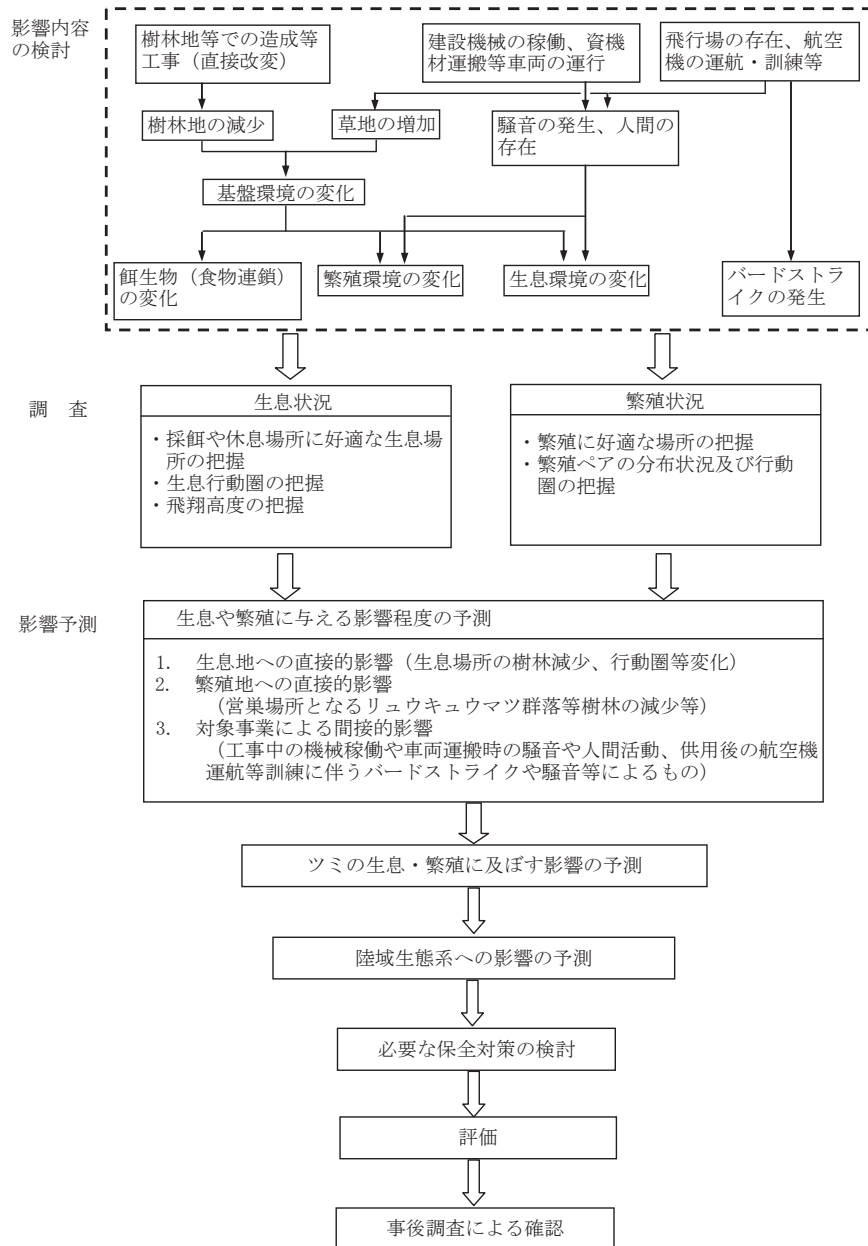 影響内容
の検討
樹林地等での造成等
工事（直接改変）
建設機械の稼働、資機
材運搬等車両の運行
飛行場の存在、航空
機の運航・訓練等
樹林地の減少
草地の増加
騒音の発生、人間の
存在
基盤環境の変化
餌生物（食物連鎖）
の変化
繁殖環境の変化
生息環境の変化
バードストラ
イクの発生
調　査
生息状況
・採餌や休息場所に好適な生息場
所の把握
・生息行動圏の把握
・飛翔高度の把握
繁殖状況
・繁殖に好適な場所の把握
・繁殖ペアの分布状況及び行動
圏の把握
影響予測
生息や繁殖に与える影響程度の予測
1.　生息地への直接的影響（生息場所の樹林減少、行動圏等変化）
2.　繁殖地への直接的影響
（営巣場所となるリュウキュウマツ群落等樹林の減少等）
3.　対象事業による間接的影響
（工事中の機械稼働や車両運搬時の騒音や人間活動、供用後の航空機
運航等訓練に伴うバードストライクや騒音等によるもの）
ツミの生息・繁殖に及ぼす影響の予測
陸域生態系への影響の予測
必要な保全対策の検討
評価
事後調査による確認